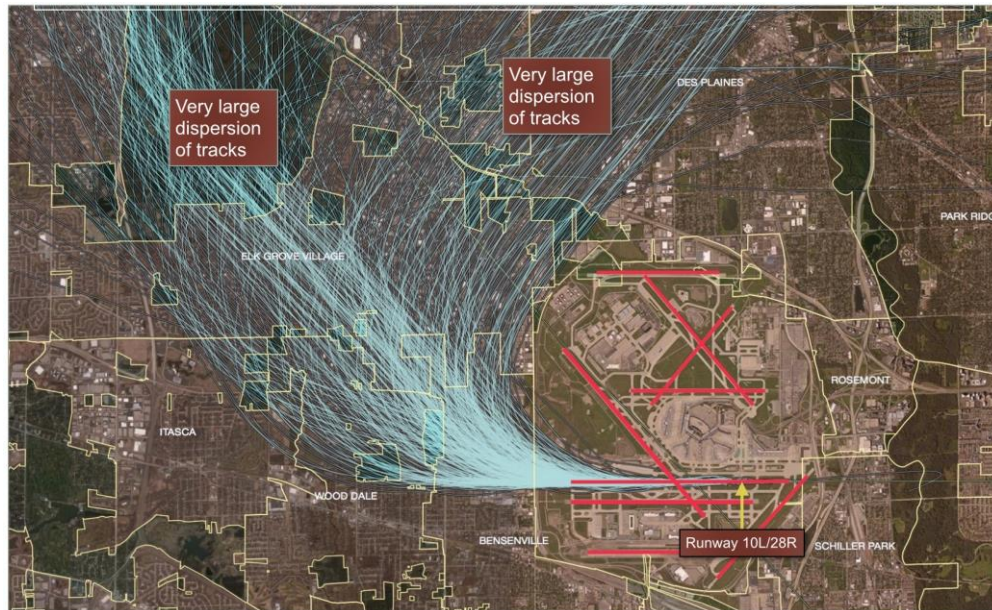 Very large
dispersion
of tracks
Very large
dispersion
of tracks
DES PLAINES
PARK RIDG
ELK GROVE VILLAGE
ROSEMONT
ITASCA
WOOD DALE
BENSENVILLE
Runway 10L/28R
SCHILLER PARK